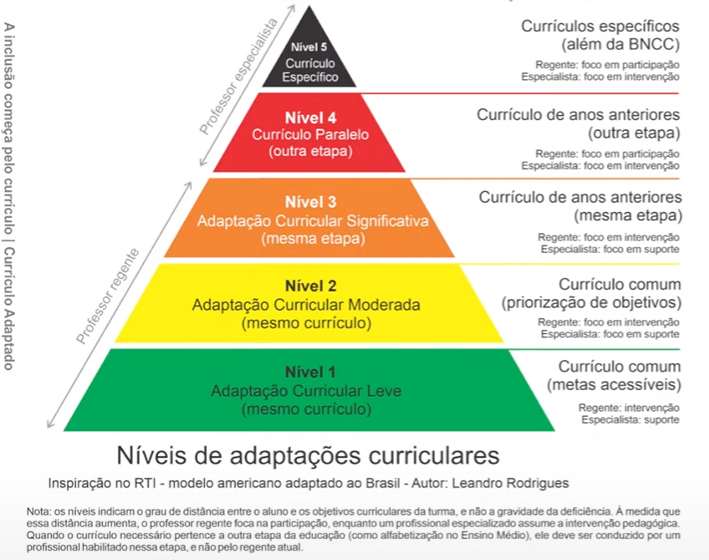 A inclusão começa pelo currículo | Currículo Adaptado
Professor especialista
Professor regente
Nível 5
Currículo
Específico
Currículos específicos
(além da BNCC)
Regente: foco em participação
Especialista: foco em intervenção
Nível 4
Currículo Paralelo
(outra etapa)
Currículo de anos anteriores
(outra etapa)
Regente: foco em participação
Especialista: foco em intervenção
Nível 3
Adaptação Curricular Significativa
(mesma etapa)
Currículo de anos anteriores
(mesma etapa)
Regente: foco em intervenção
Especialista: foco em suporte
Nível 2
Adaptação Curricular Moderada
(mesmo currículo)
Currículo comum
(priorização de objetivos)
Regente: foco em intervenção
Especialista: foco em suporte
Nível 1
Adaptação Curricular Leve
(mesmo currículo)
Currículo comum
(metas acessíveis)
Regente: intervenção
Especialista: suporte
Níveis de adaptações curriculares
Inspiração no RTI - modelo americano adaptado ao Brasil - Autor: Leandro Rodrigues
Nota: os níveis indicam o grau de distância entre o aluno e os objetivos curriculares da turma, e não a gravidade da deficiência. À medida que
essa distância aumenta, o professor regente foca na participação, enquanto um profissional especializado assume a intervenção pedagógica.
Quando o currículo necessário pertence a outra etapa da educação (como alfabetização no Ensino Médio), ele deve ser conduzido por um
profissional habilitado nessa etapa, e não pelo regente atual.